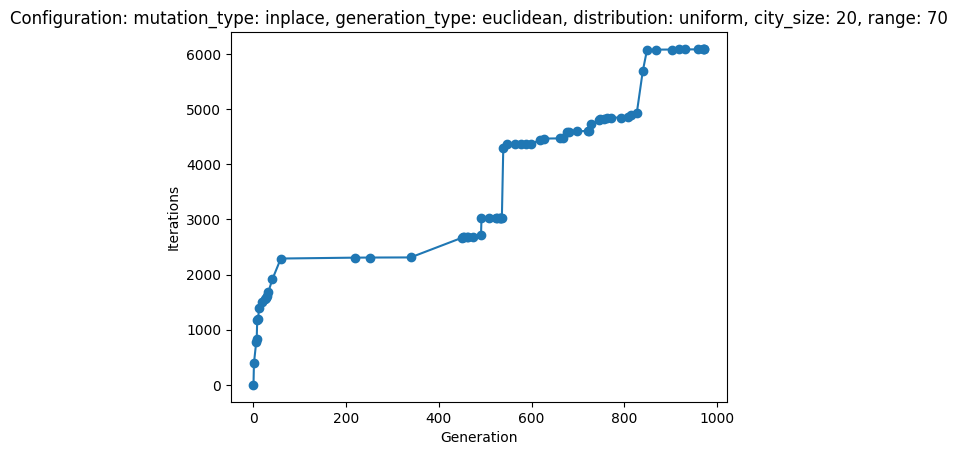 Configuration: mutation_type: inplace, generation_type: euclidean, distribution: uniform, city_size: 20, range: 70
6000
5000
4000
3000
2000
1000
0
Iterations
0 200 400 600 800 1000
Generation